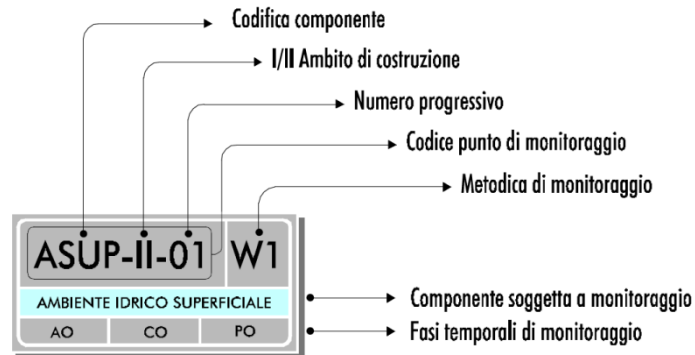 Codifica componente
I/II Ambito di costruzione
Numero progressivo
Codice punto di monitoraggio
Metodica di monitoraggio
ASUP-II-01 W1
AMBIENTE IDRICO SUPERFICIALE
Componente soggetta a monitoraggio
AO CO PO
Fasi temporali di monitoraggio